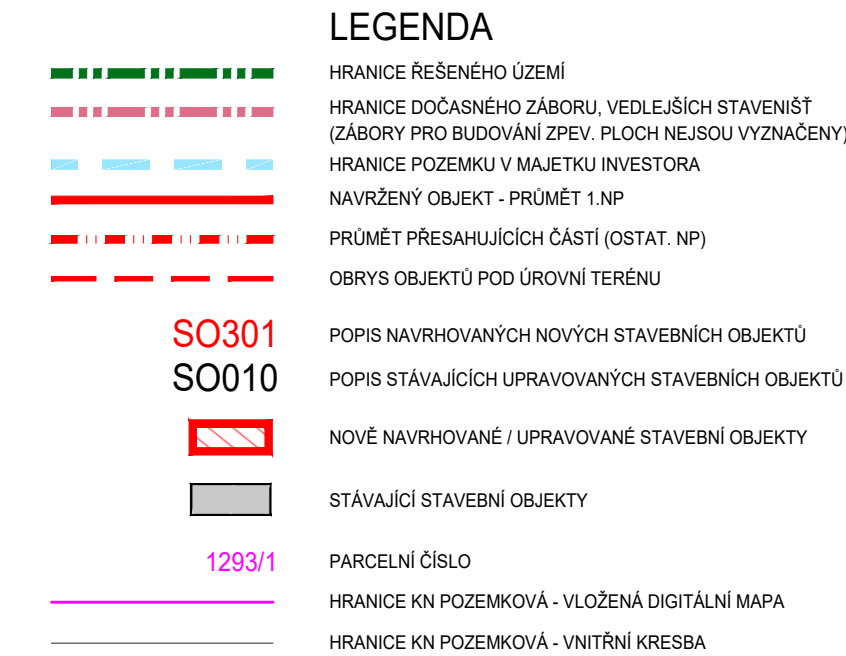 LEGENDA
HRANICE ŘEŠENÉHO ÚZEMÍ
HRANICE DOČASNÉHO ZÁBORU, VEDLEJŠÍCH STAVENIŠŤ
(ZÁBORY PRO BUDOVÁNÍ ZPEV. PLOCH NEJSOU VYZNAČENY)
HRANICE POZEMKU V MAJETKU INVESTORA
NAVRŽENÝ OBJEKT - PRŮMĚT 1.NP
PRŮMĚT PŘESAHUJÍCÍCH ČÁSTÍ (OSTAT. NP)
OBRYS OBJEKTŮ POD ÚROVNÍ TERÉNU
SO301 POPIS NAVRHOVANÝCH NOVÝCH STAVEBNÍCH OBJEKTŮ
SO010 POPIS STÁVAJÍCÍCH UPRAVOVANÝCH STAVEBNÍCH OBJEKTŮ
NOVĚ NAVRHOVANÉ / UPRAVOVANÉ STAVEBNÍ OBJEKTY
STÁVAJÍCÍ STAVEBNÍ OBJEKTY
1293/1 PARCELNÍ ČÍSLO
HRANICE KN POZEMKOVÁ - VLOŽENÁ DIGITÁLNÍ MAPA
HRANICE KN POZEMKOVÁ - VNITŘNÍ KRESBA